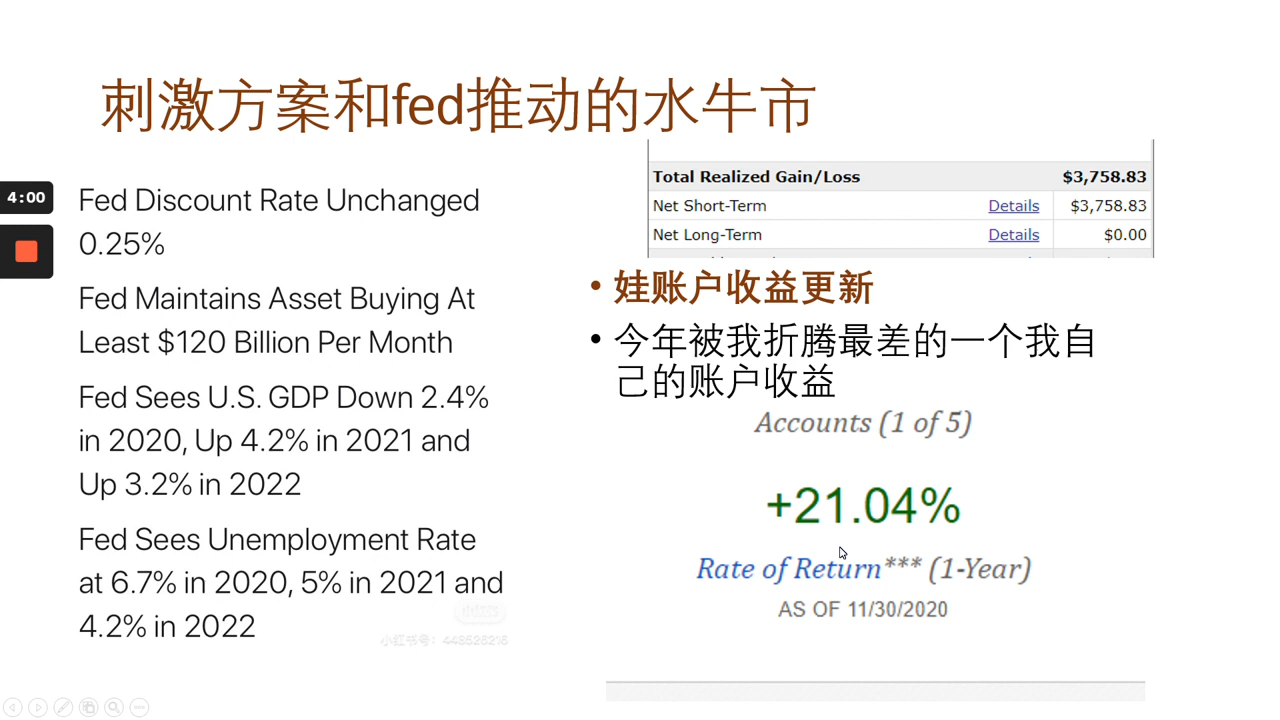 刺激方案和fed推动的水牛市
4:00
Fed Discount Rate Unchanged
0.25%
Fed Maintains Asset Buying At
Least $120 Billion Per Month
Fed Sees U.S. GDP Down 2.4%
in 2020, Up 4.2% in 2021 and
Up 3.2% in 2022
Fed Sees Unemployment Rate
at 6.7% in 2020, 5% in 2021 and
4.2% in 2022
小红书号：448526216
Total Realized Gain/Loss $3,758.83
Net Short-Term Details $3,758.83
Net Long-Term Details $0.00
• 娃账户收益更新
• 今年被我折腾最差的一个我自
己的账户收益
Accounts (1 of 5)
+21.04%
Rate of Return*** (1-Year)
AS OF 11/30/2020